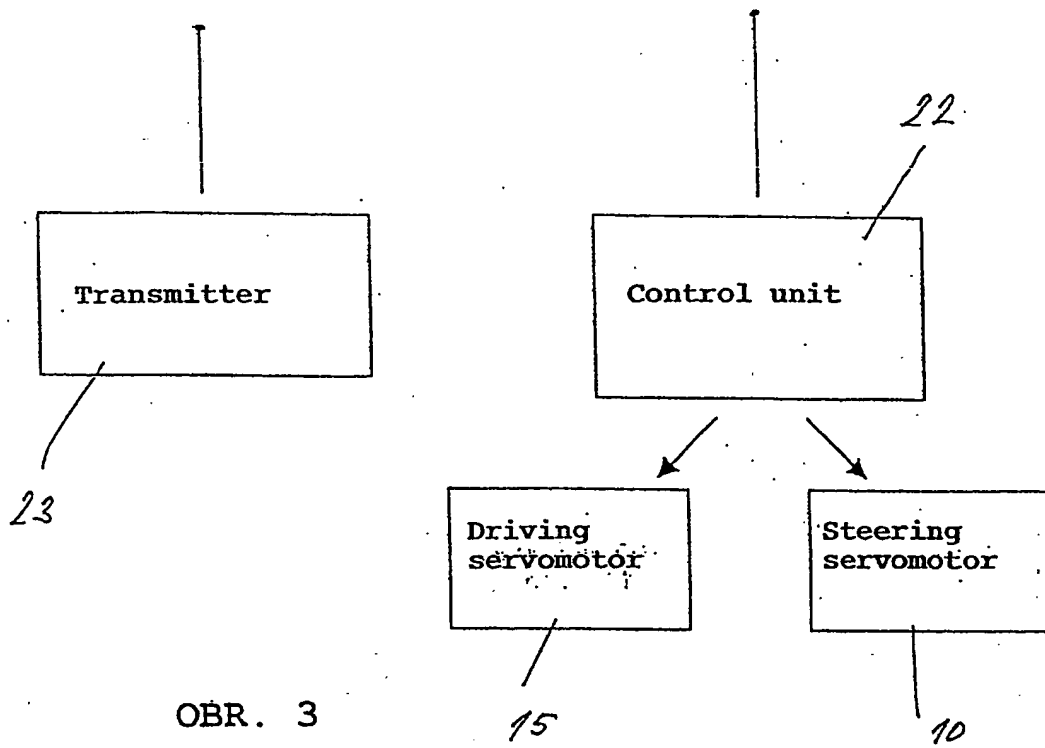 22
Transmitter
Control unit
23
Driving
servomotor
Steering
servomotor
OBR. 3
15
10